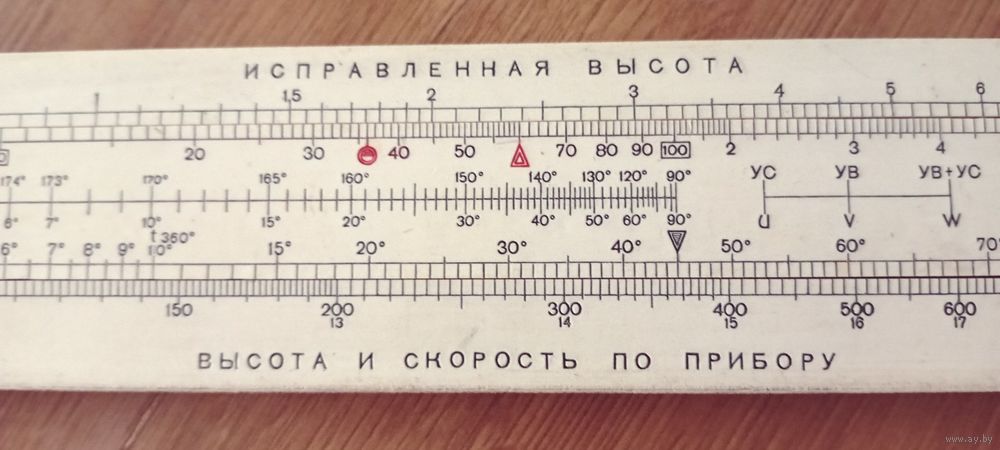 ИСПРАВЛЕННАЯ ВЫСОТА
1 1,5 2 3 4 5 6
20 30 40 50 70 80 90 100 2 3 4
174° 173° 170° 165° 160° 150° 140° 130° 120° 90° УС УВ УВ+УС
6° 7° 10° 15° 20° 30° 40° 50° 60° 90° U V W
t 360°
6° 7° 8° 9° 10° 15° 20° 30° 40° 50° 60° 70°
150 200 300 400 500 600
13 14 15 16 17
ВЫСОТА И СКОРОСТЬ ПО ПРИБОРУ
www.ay.by